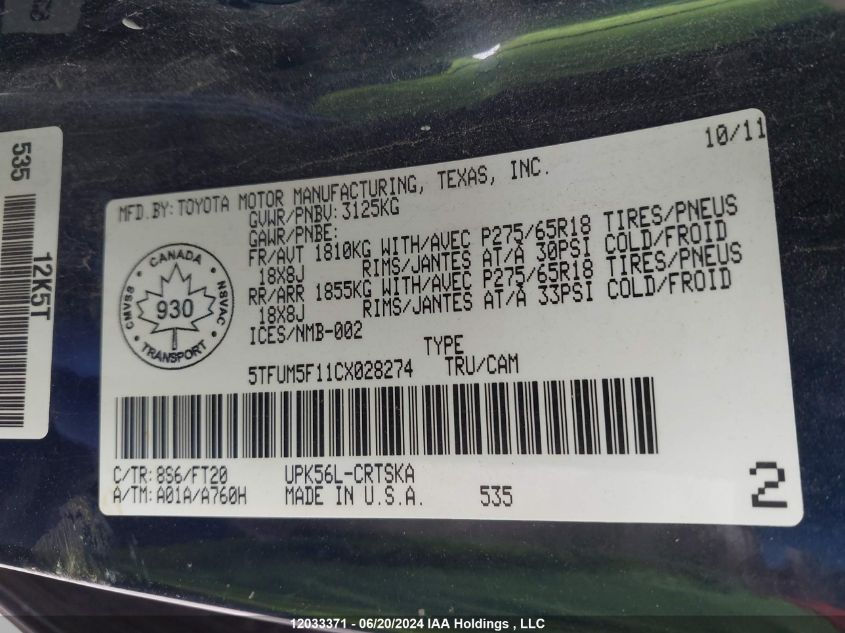 535
12K5T
10/11
MFD.BY:TOYOTA MOTOR MANUFACTURING, TEXAS, INC.
GVWR/PNBV:3125KG
GAWR/PNBE:
FR/AVT 1810KG WITH/AVEC P275/65R18 TIRES/PNEUS
18X8J RIMS/JANTES AT/À 30PSI COLD/FROID
RR/ARR 1855KG WITH/AVEC P275/65R18 TIRES/PNEUS
18X8J RIMS/JANTES AT/À 33PSI COLD/FROID
ICES/NMB-002
CANADA
CMVSS
930
NSVAC
TRANSPORT
TYPE
5TFUM5F11CX028274 TRU/CAM
C/TR:8S6/FT20 UPK56L-CRTSKA
A/TM:A01A/A760H MADE IN U.S.A. 535
2
12033371 - 06/20/2024 IAA Holdings , LLC